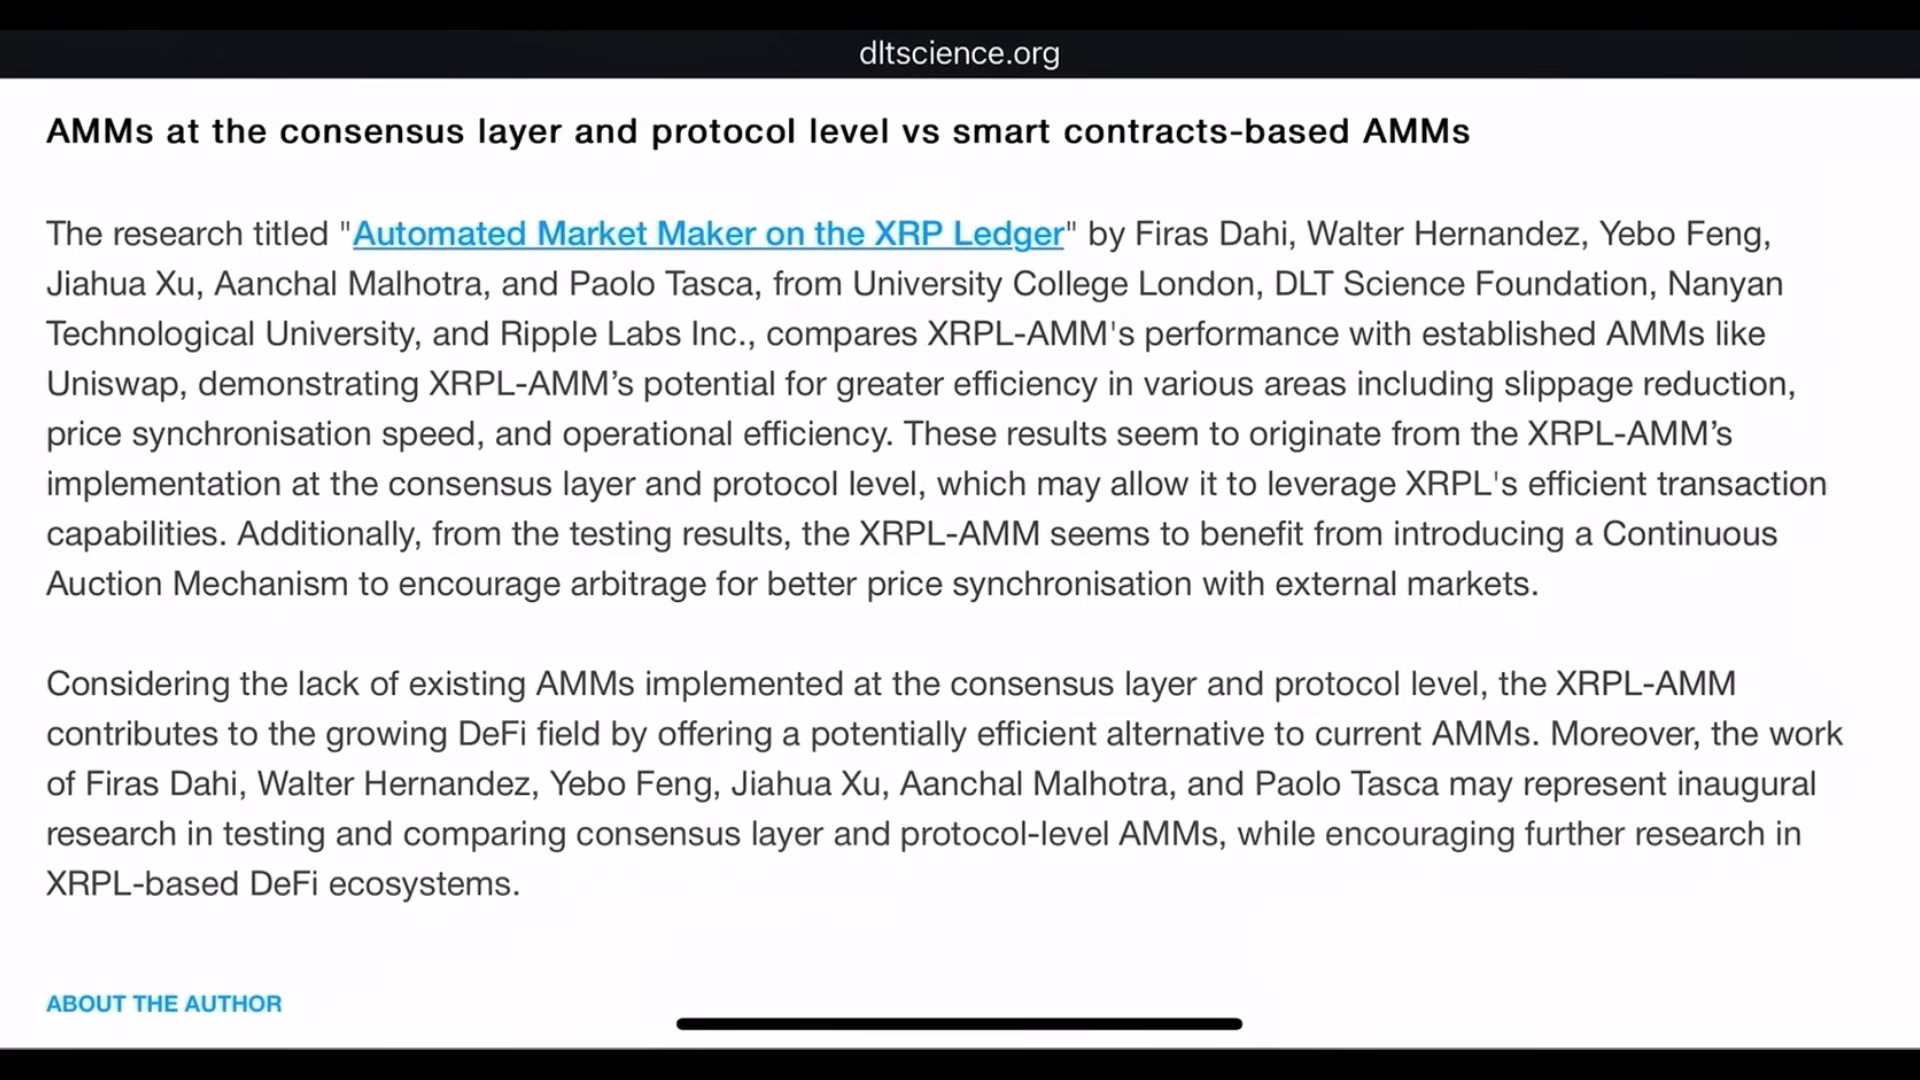 dltscience.org
AMMs at the consensus layer and protocol level vs smart contracts-based AMMs
The research titled "Automated Market Maker on the XRP Ledger" by Firas Dahi, Walter Hernandez, Yebo Feng,
Jiahua Xu, Aanchal Malhotra, and Paolo Tasca, from University College London, DLT Science Foundation, Nanyan
Technological University, and Ripple Labs Inc., compares XRPL-AMM's performance with established AMMs like
Uniswap, demonstrating XRPL-AMM’s potential for greater efficiency in various areas including slippage reduction,
price synchronisation speed, and operational efficiency. These results seem to originate from the XRPL-AMM’s
implementation at the consensus layer and protocol level, which may allow it to leverage XRPL's efficient transaction
capabilities. Additionally, from the testing results, the XRPL-AMM seems to benefit from introducing a Continuous
Auction Mechanism to encourage arbitrage for better price synchronisation with external markets.
Considering the lack of existing AMMs implemented at the consensus layer and protocol level, the XRPL-AMM
contributes to the growing DeFi field by offering a potentially efficient alternative to current AMMs. Moreover, the work
of Firas Dahi, Walter Hernandez, Yebo Feng, Jiahua Xu, Aanchal Malhotra, and Paolo Tasca may represent inaugural
research in testing and comparing consensus layer and protocol-level AMMs, while encouraging further research in
XRPL-based DeFi ecosystems.
ABOUT THE AUTHOR